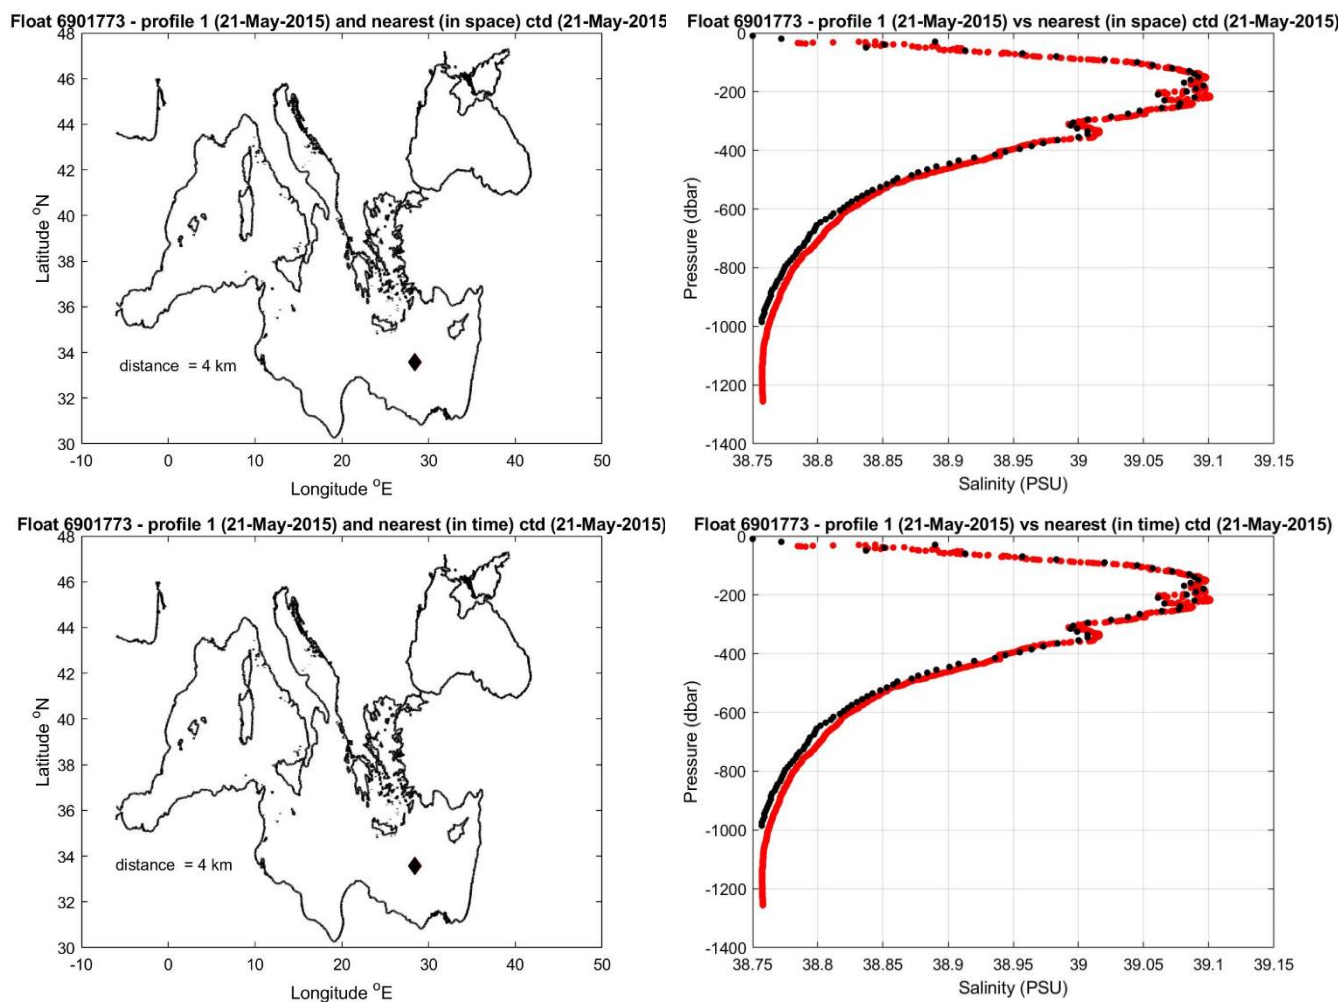 Float 6901773 - profile 1 (21-May-2015) and nearest (in space) ctd (21-May-2015
48
46
44
42
40
38
36
34
32
30
Latitude °N
distance = 4 km
-10 0 10 20 30 40 50
Longitude °E
Float 6901773 - profile 1 (21-May-2015) vs nearest (in space) ctd (21-May-2015)
0
-200
-400
-600
-800
-1000
-1200
-1400
Pressure (dbar)
38.75 38.8 38.85 38.9 38.95 39 39.05 39.1 39.15
Salinity (PSU)
Float 6901773 - profile 1 (21-May-2015) and nearest (in time) ctd (21-May-2015)
48
46
44
42
40
38
36
34
32
30
Latitude °N
distance = 4 km
-10 0 10 20 30 40 50
Longitude °E
Float 6901773 - profile 1 (21-May-2015) vs nearest (in time) ctd (21-May-2015)
0
-200
-400
-600
-800
-1000
-1200
-1400
Pressure (dbar)
38.75 38.8 38.85 38.9 38.95 39 39.05 39.1 39.15
Salinity (PSU)